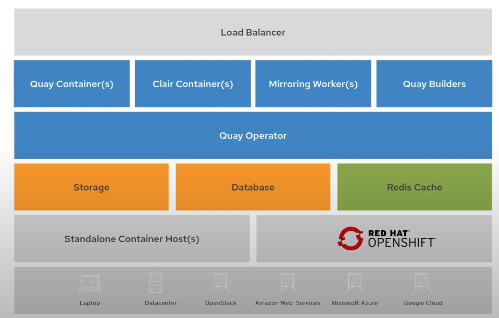 Load Balancer
Quay Container(s)
Clair Container(s)
Mirroring Worker(s)
Quay Builders
Quay Operator
Storage
Database
Redis Cache
Standalone Container Host(s)
RED HAT
OPENSHIFT
Laptop
Datacenter
OpenStack
Amazon Web Services
Microsoft Azure
Google Cloud